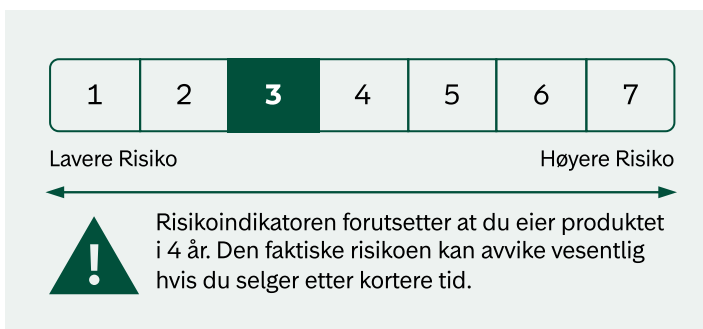 1 2 3 4 5 6 7
Lavere Risiko Høyere Risiko
Risikoindikatoren forutsetter at du eier produktet
i 4 år. Den faktiske risikoen kan avvike vesentlig
hvis du selger etter kortere tid.